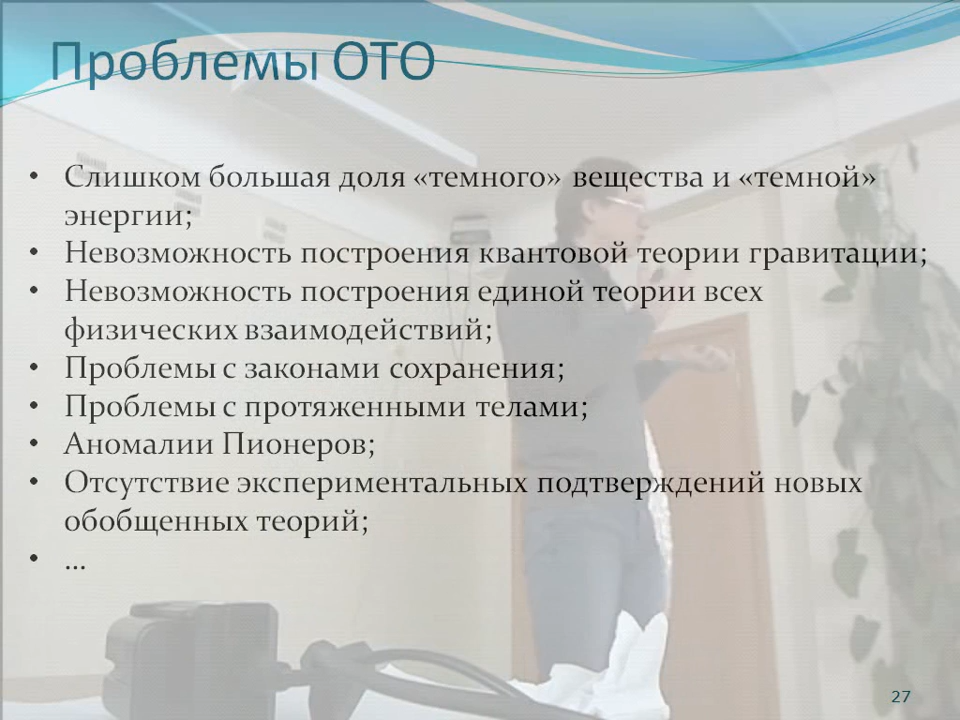 Проблемы ОТО
• Слишком большая доля «темного» вещества и «темной»
энергии;
• Невозможность построения квантовой теории гравитации;
• Невозможность построения единой теории всех
физических взаимодействий;
• Проблемы с законами сохранения;
• Проблемы с протяженными телами;
• Аномалии Пионеров;
• Отсутствие экспериментальных подтверждений новых
обобщенных теорий;
• ...
27